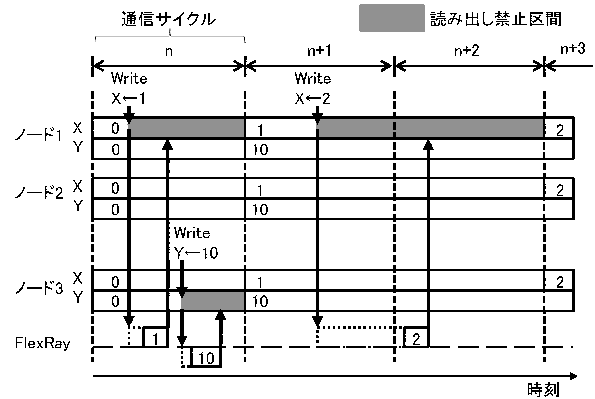 通信サイクル
読み出し禁止区間
n
n+1
n+2
n+3
Write
X←1
Write
X←2
ノード1
X
0
1
2
Y
0
10
ノード2
X
0
1
2
Y
0
10
Write
Y←10
ノード3
X
0
1
2
Y
0
10
FlexRay
1
10
2
時刻